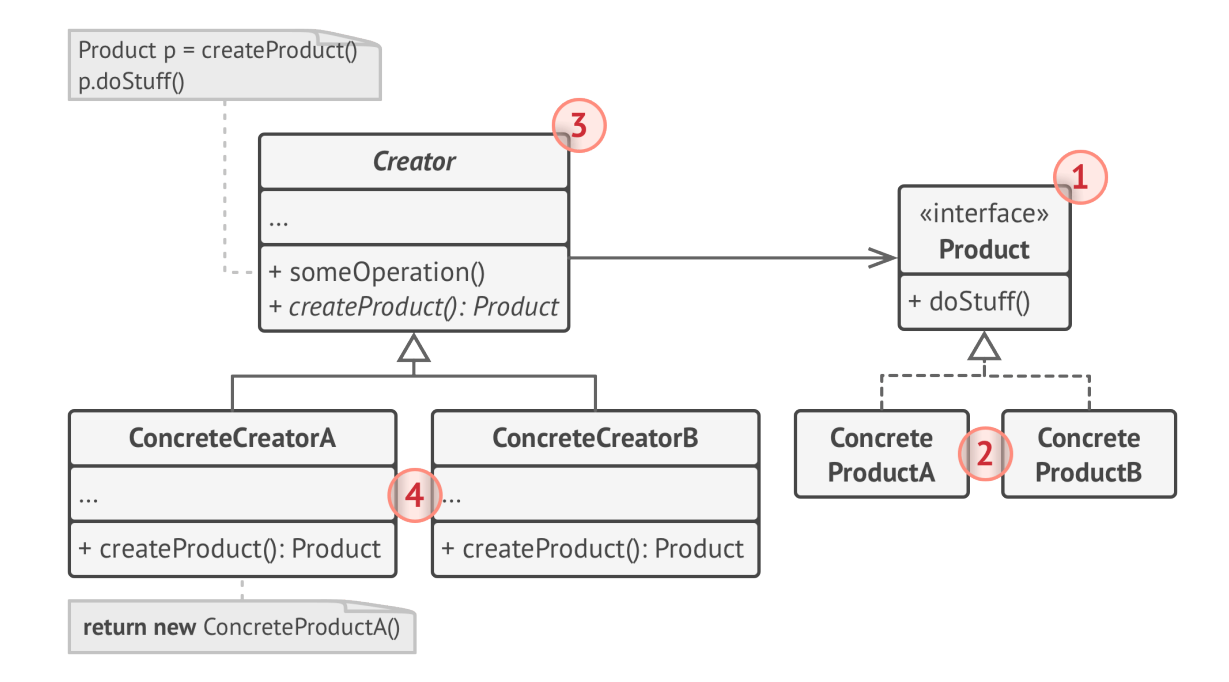 Product p = createProduct()
p.doStuff()
3
Creator
...
+ someOperation()
+ createProduct(): Product
1
«interface»
Product
+ doStuff()
ConcreteCreatorA
...
+ createProduct(): Product
4
ConcreteCreatorB
...
+ createProduct(): Product
Concrete
ProductA
2
Concrete
ProductB
return new ConcreteProductA()